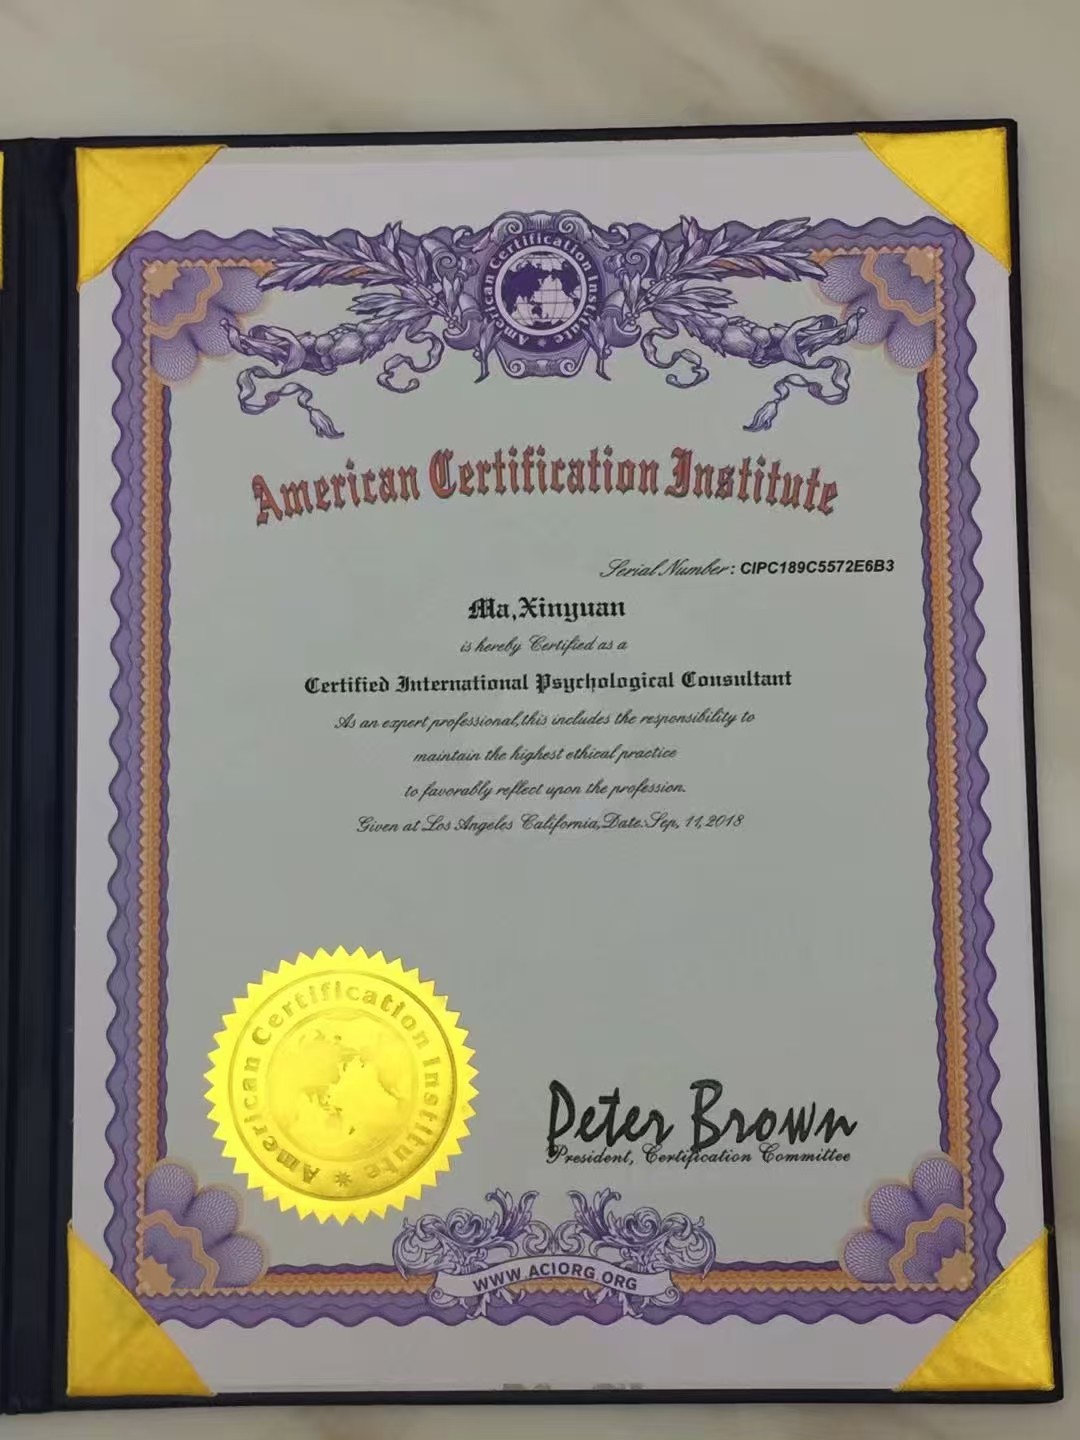 American Certification Institute
American Certification Institute
Serial Number: CIPC189C5572E6B3
Ma,Xinyuan
is hereby Certified as a
Certified International Psychological Consultant
As an expert professional,this includes the responsibility to
maintain the highest ethical practice
to favorably reflect upon the profession.
Given at Los Angeles California,Date:Sep, 11,2018
American Certification Institute
Peter Brown
President, Certification Committee
WWW.ACIORG.ORG